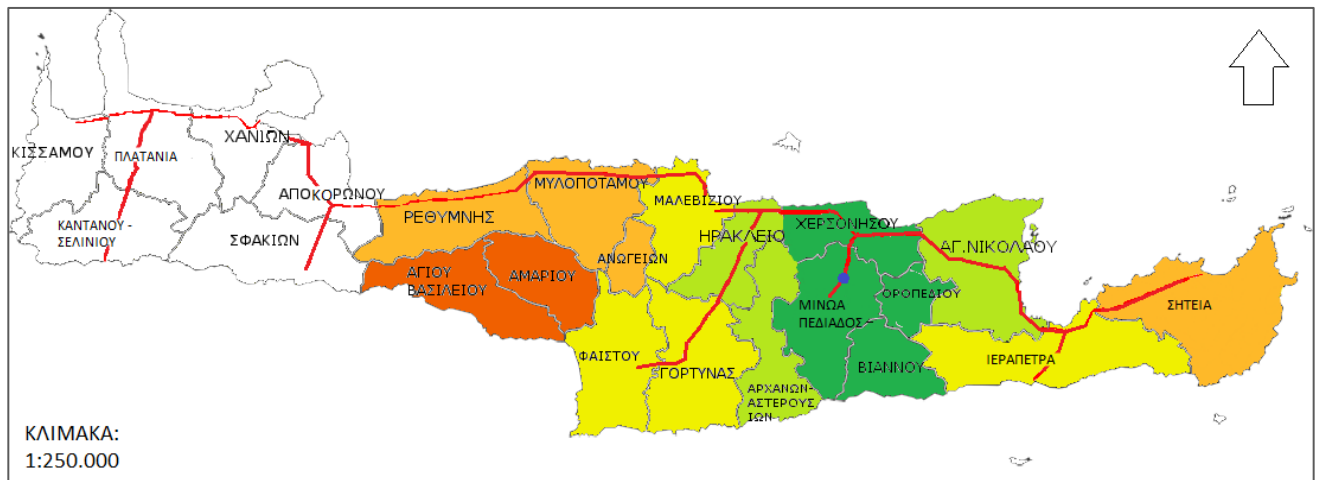 ΧΑΝΙΩΝ
ΚΙΣΣΑΜΟΥ
ΠΛΑΤΑΝΙΑ
ΑΠΟΚΟΡΩΝΟΥ
ΜΥΛΟΠΟΤΑΜΟΥ
ΜΑΛΕΒΙΖΙΟΥ
ΡΕΘΥΜΝΗΣ
ΧΕΡΣΟΝΗΣΟΥ
ΚΑΝΤΑΝΟΥ -
ΣΕΛΙΝΙΟΥ
ΣΦΑΚΙΩΝ
ΗΡΑΚΛΕΙΟ
ΑΓ.ΝΙΚΟΛΑΟΥ
ΑΝΩΓΕΙΩΝ
ΑΓΙΟΥ
ΒΑΣΙΛΕΙΟΥ
ΑΜΑΡΙΟΥ
ΟΡΟΠΕΔΙΟΥ
ΜΙΝΩΑ
ΠΕΔΙΑΔΟΣ
ΣΗΤΕΙΑ
ΦΑΙΣΤΟΥ
ΓΟΡΤΥΝΑΣ
ΒΙΑΝΝΟΥ
ΙΕΡΑΠΕΤΡΑ
ΑΡΧΑΝΩΝ-
ΑΣΤΕΡΟΥΣ
ΙΩΝ
ΚΛΙΜΑΚΑ:
1:250.000